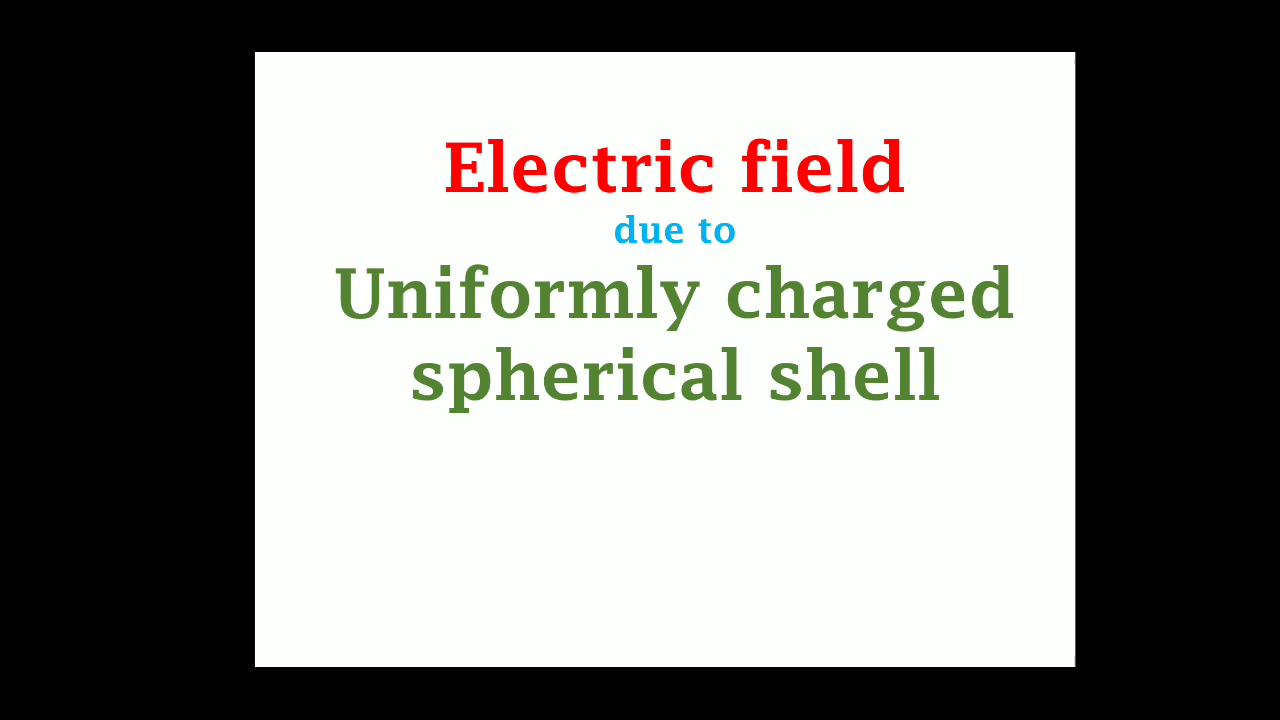 Electric field
due to
Uniformly charged
spherical shell